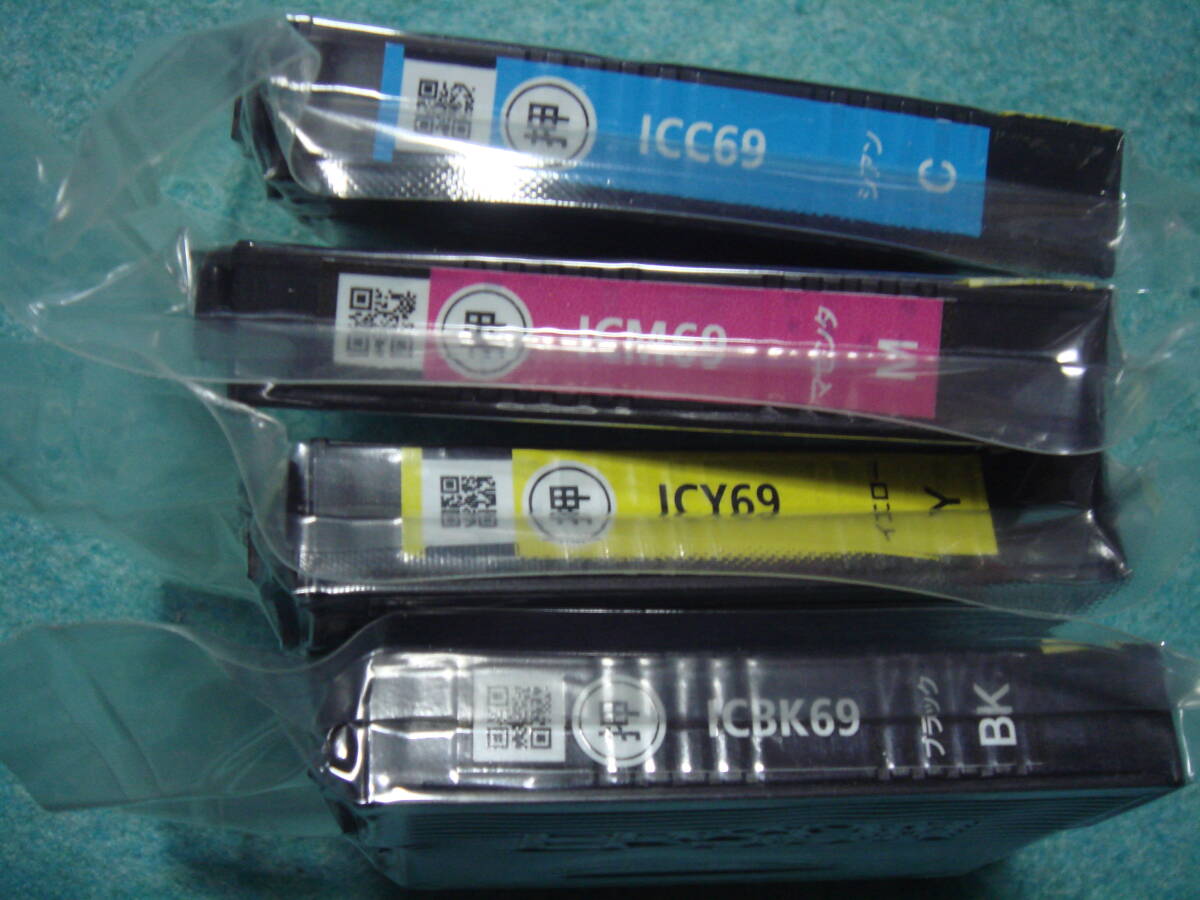 押 ICC69 シアン C
押 ICM69 マゼンタ M
押 ICY69 イエロー Y
押 ICBK69 ブラック BK